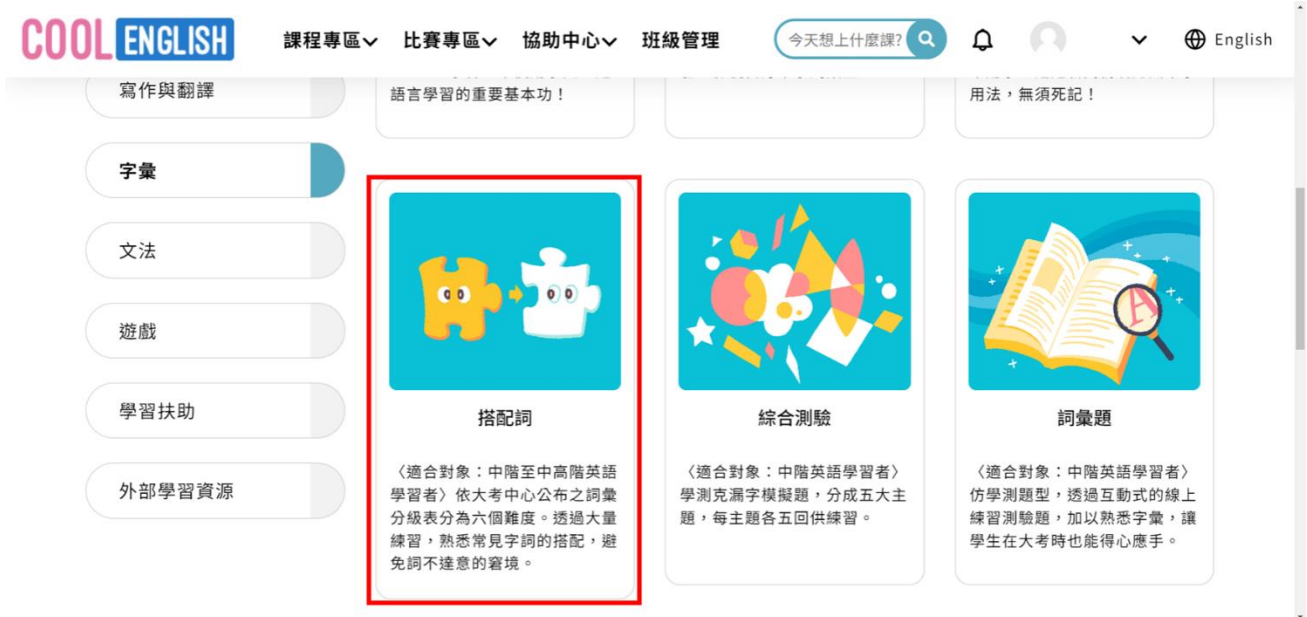 COOL ENGLISH
課程專區
比賽專區
協助中心
班級管理
今天想上什麼課?
English
寫作與翻譯
字彙
文法
遊戲
學習扶助
外部學習資源
語言學習的重要基本功！
用法，無須死記！
搭配詞
〈適合對象：中階至中高階英語
學習者〉依大考中心公布之詞彙
分級表分為六個難度。透過大量
練習，熟悉常見字詞的搭配，避
免詞不達意的窘境。
綜合測驗
〈適合對象：中階英語學習者〉
學測克漏字模擬題，分成五大主
題，每主題各五回供練習。
A
詞彙題
〈適合對象：中階英語學習者〉
仿學測題型，透過互動式的線上
練習測驗題，加以熟悉字彙，讓
學生在大考時也能得心應手。